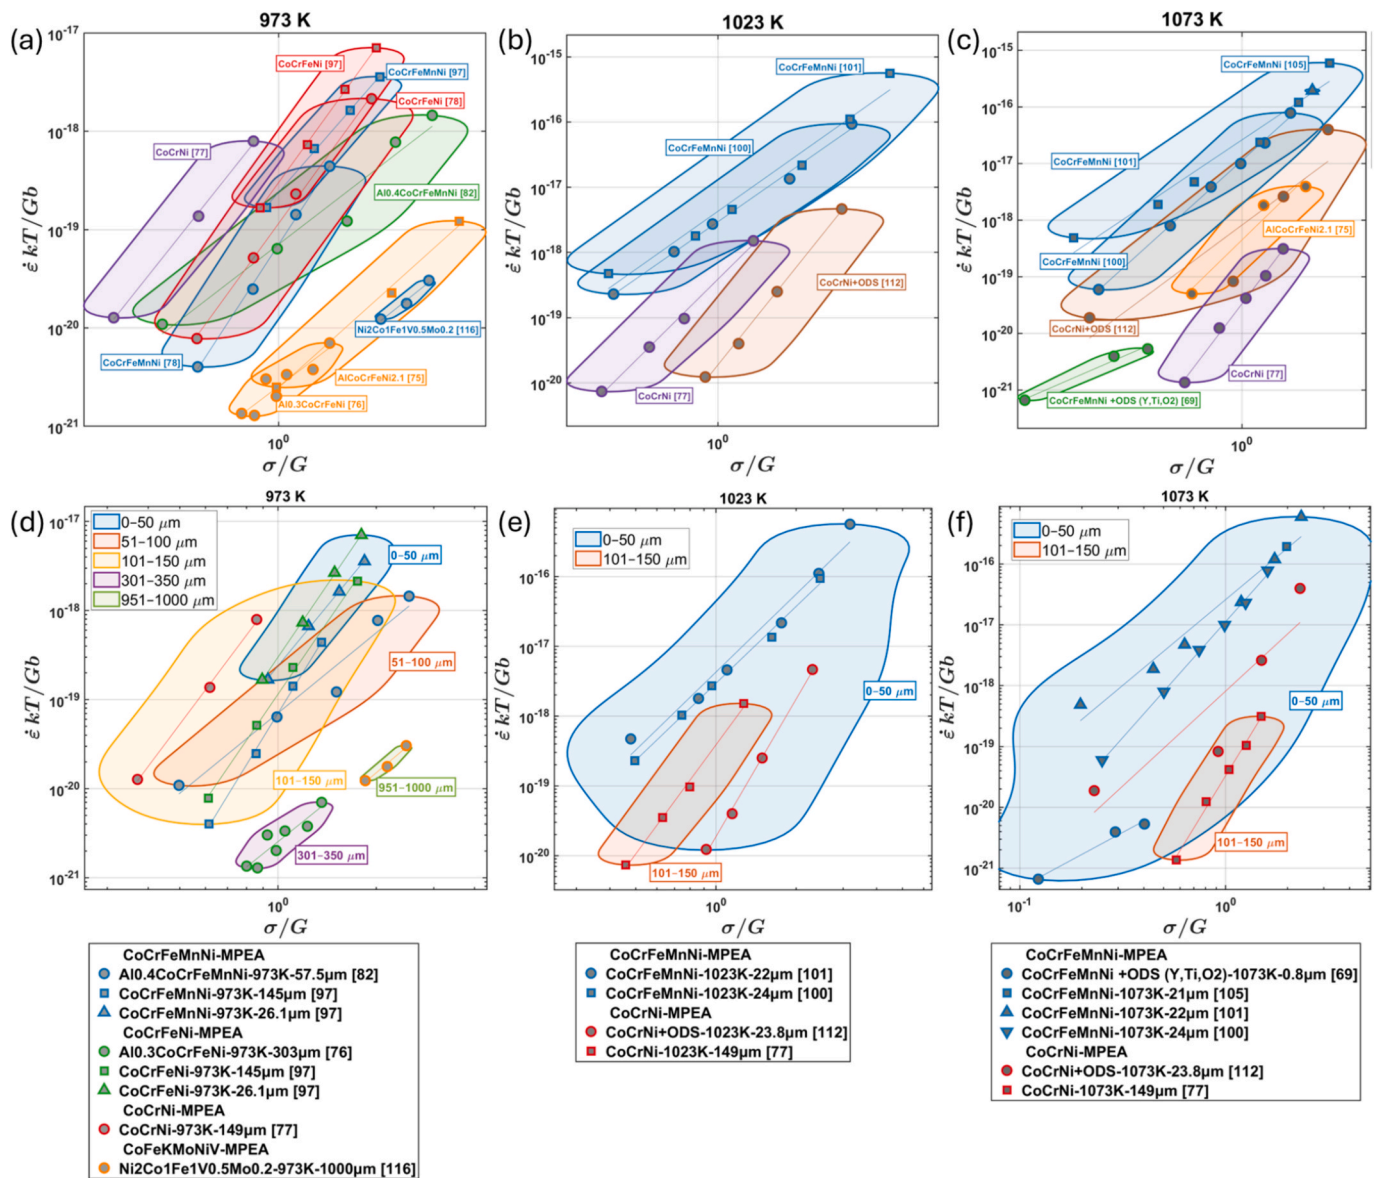 (a)
973 K
10⁻¹⁷
10⁻¹⁸
10⁻¹⁹
10⁻²⁰
10⁻²¹
ε̇ kT/Gb
CoCrFeNi [97]
CoCrFeMnNi [97]
CoCrFeNi [78]
CoCrNi [77]
Al0.4CoCrFeMnNi [82]
Ni2Co1Fe1V0.5Mo0.2 [116]
CoCrFeMnNi [78]
AlCoCrFeNi2.1 [75]
Al0.3CoCrFeNi [76]
10⁰
σ/G
(b)
1023 K
10⁻¹⁵
10⁻¹⁶
10⁻¹⁷
10⁻¹⁸
10⁻¹⁹
10⁻²⁰
ε̇ kT/Gb
CoCrFeMnNi [101]
CoCrFeMnNi [100]
CoCrNi+ODS [112]
CoCrNi [77]
10⁰
σ/G
(c)
1073 K
10⁻¹⁵
10⁻¹⁶
10⁻¹⁷
10⁻¹⁸
10⁻¹⁹
10⁻²⁰
10⁻²¹
ε̇ kT/Gb
CoCrFeMnNi [105]
CoCrFeMnNi [101]
AlCoCrFeNi2.1 [75]
CoCrFeMnNi [100]
CoCrNi+ODS [112]
CoCrNi [77]
CoCrFeMnNi +ODS (Y,Ti,O2) [69]
10⁰
σ/G
(d)
973 K
10⁻¹⁷
10⁻¹⁸
10⁻¹⁹
10⁻²⁰
10⁻²¹
ε̇ kT/Gb
0–50 μm
51–100 μm
101–150 μm
301–350 μm
951–1000 μm
0–50 μm
51–100 μm
101–150 μm
951–1000 μm
301–350 μm
10⁰
σ/G
CoCrFeMnNi-MPEA
Al0.4CoCrFeMnNi-973K-57.5μm [82]
CoCrFeMnNi-973K-145μm [97]
CoCrFeMnNi-973K-26.1μm [97]
CoCrFeNi-MPEA
Al0.3CoCrFeNi-973K-303μm [76]
CoCrFeNi-973K-145μm [97]
CoCrFeNi-973K-26.1μm [97]
CoCrNi-MPEA
CoCrNi-973K-149μm [77]
CoFeKMoNiV-MPEA
Ni2Co1Fe1V0.5Mo0.2-973K-1000μm [116]
(e)
1023 K
10⁻¹⁶
10⁻¹⁷
10⁻¹⁸
10⁻¹⁹
10⁻²⁰
ε̇ kT/Gb
0–50 μm
101–150 μm
0–50 μm
101–150 μm
10⁰
σ/G
CoCrFeMnNi-MPEA
CoCrFeMnNi-1023K-22μm [101]
CoCrFeMnNi-1023K-24μm [100]
CoCrNi-MPEA
CoCrNi+ODS-1023K-23.8μm [112]
CoCrNi-1023K-149μm [77]
(f)
1073 K
10⁻¹⁶
10⁻¹⁷
10⁻¹⁸
10⁻¹⁹
10⁻²⁰
10⁻²¹
ε̇ kT/Gb
0–50 μm
101–150 μm
0–50 μm
101–150 μm
10⁻¹
10⁰
σ/G
CoCrFeMnNi-MPEA
CoCrFeMnNi +ODS (Y,Ti,O2)-1073K-0.8μm [69]
CoCrFeMnNi-1073K-21μm [105]
CoCrFeMnNi-1073K-22μm [101]
CoCrFeMnNi-1073K-24μm [100]
CoCrNi-MPEA
CoCrNi+ODS-1073K-23.8μm [112]
CoCrNi-1073K-149μm [77]